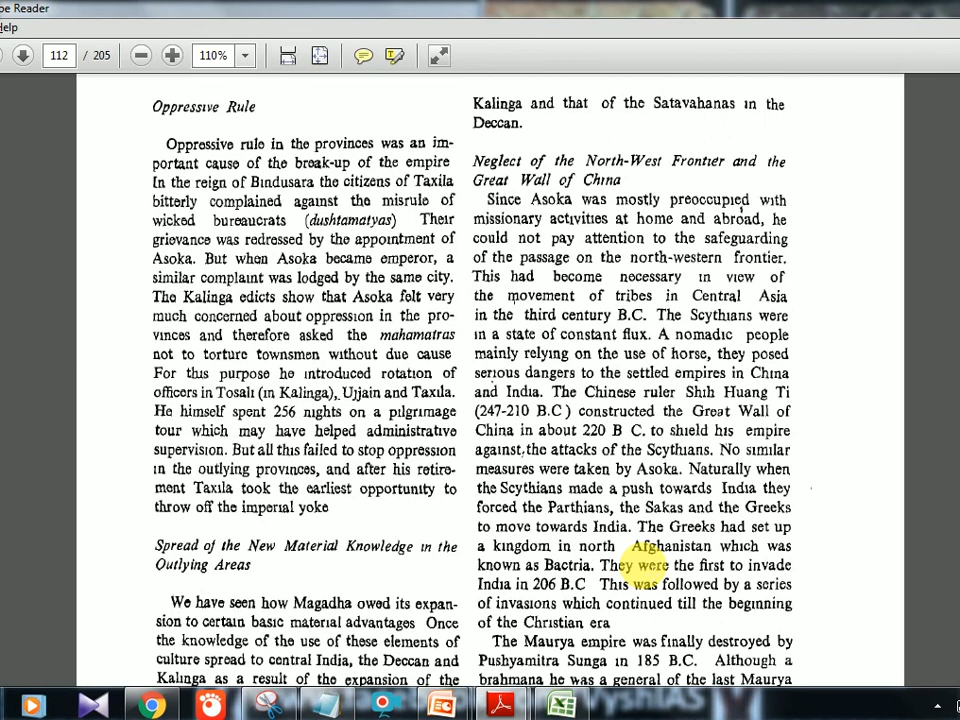 be Reader
Help
112 / 205
110%
Oppressive Rule
Oppressive rule in the provinces was an im-
portant cause of the break-up of the empire
In the reign of Bindusara the citizens of Taxila
bitterly complained against the misrule of
wicked bureaucrats (dushtamatyas) Their
grievance was redressed by the appointment of
Asoka. But when Asoka became emperor, a
similar complaint was lodged by the same city.
The Kalinga edicts show that Asoka felt very
much concerned about oppression in the pro-
vinces and therefore asked the mahamatras
not to torture townsmen without due cause
For this purpose he introduced rotation of
officers in Tosali (in Kalinga), Ujjain and Taxila.
He himself spent 256 nights on a pilgrimage
tour which may have helped administrative
supervision. But all this failed to stop oppression
in the outlying provinces, and after his retire-
ment Taxila took the earliest opportunity to
throw off the imperial yoke
Spread of the New Material Knowledge in the
Outlying Areas
We have seen how Magadha owed its expan-
sion to certain basic material advantages Once
the knowledge of the use of these elements of
culture spread to central India, the Deccan and
Kalinga as a result of the expansion of the
Kalinga and that of the Satavahanas in the
Deccan.
Neglect of the North-West Frontier and the
Great Wall of China
Since Asoka was mostly preoccupied with
missionary activities at home and abroad, he
could not pay attention to the safeguarding
of the passage on the north-western frontier.
This had become necessary in view of
the movement of tribes in Central Asia
in the third century B.C. The Scythians were
in a state of constant flux. A nomadic people
mainly relying on the use of horse, they posed
serious dangers to the settled empires in China
and India. The Chinese ruler Shih Huang Ti
(247-210 B.C) constructed the Great Wall of
China in about 220 B C. to shield his empire
against the attacks of the Scythians. No similar
measures were taken by Asoka. Naturally when
the Scythians made a push towards India they
forced the Parthians, the Sakas and the Greeks
to move towards India. The Greeks had set up
a kingdom in north Afghanistan which was
known as Bactria. They were the first to invade
India in 206 B.C This was followed by a series
of invasions which continued till the beginning
of the Christian era
The Maurya empire was finally destroyed by
Pushyamitra Sunga in 185 B.C. Although a
brahmana he was a general of the last Maurya